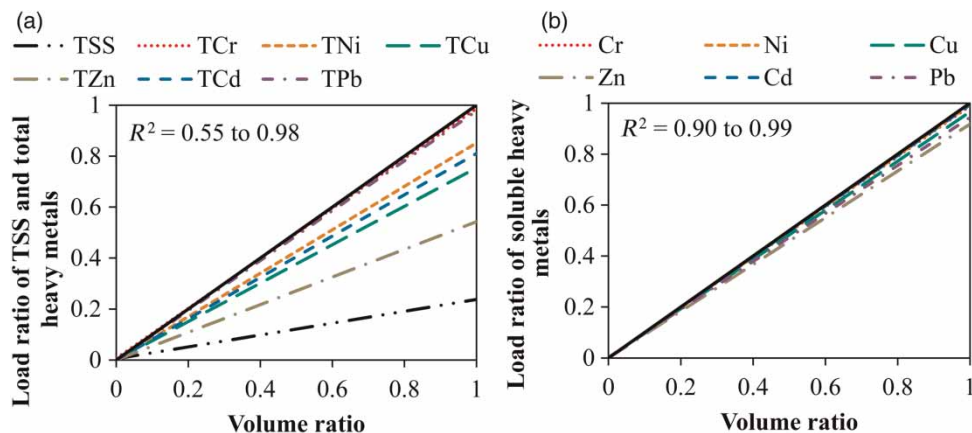 (a)
TSS TCr TNi TCu
TZn TCd TPb
R² = 0.55 to 0.98
Load ratio of TSS and total
heavy metals
1
0.8
0.6
0.4
0.2
0
0 0.2 0.4 0.6 0.8 1
Volume ratio
(b)
Cr Ni Cu
Zn Cd Pb
R² = 0.90 to 0.99
Load ratio of soluble heavy
metals
1
0.8
0.6
0.4
0.2
0
0 0.2 0.4 0.6 0.8 1
Volume ratio